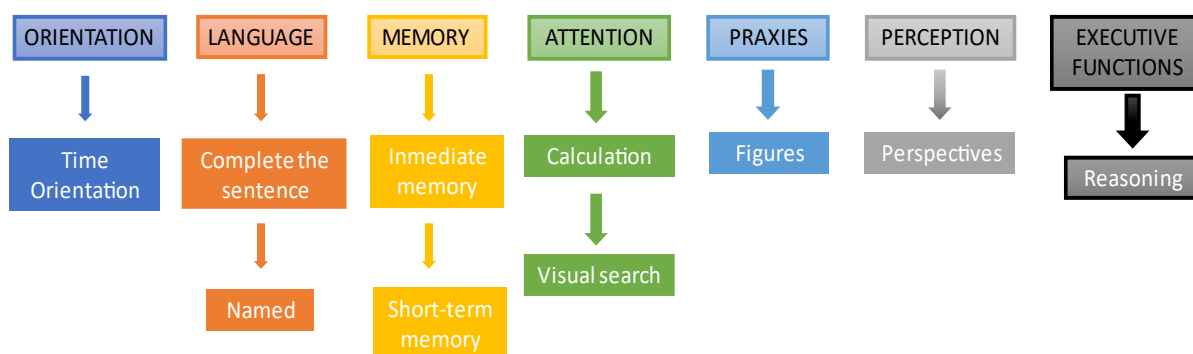 ORIENTATION
LANGUAGE
MEMORY
ATTENTION
PRAXIES
PERCEPTION
EXECUTIVE
FUNCTIONS
Time
Orientation
Complete the
sentence
Inmediate
memory
Calculation
Figures
Perspectives
Reasoning
Named
Short-term
memory
Visual search